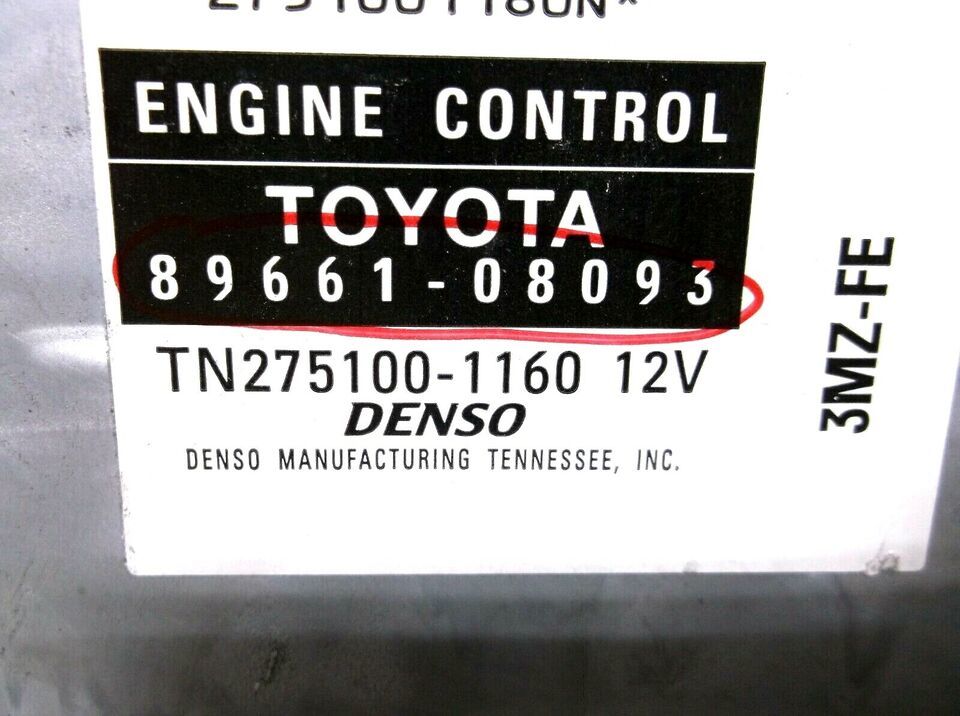 ENGINE CONTROL
TOYOTA
89661-08093
TN275100-1160 12V
DENSO
DENSO MANUFACTURING TENNESSEE, INC.
3MZ-FE